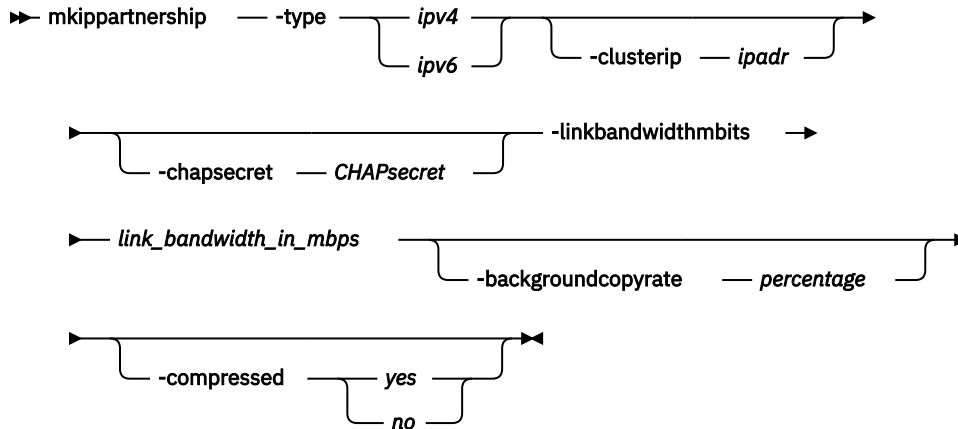 mkippartnership -type ipv4
ipv6
-clusterip ipadr
-chapsecret CHAPsecret
-linkbandwidthmbits
link_bandwidth_in_mbps
-backgroundcopyrate percentage
-compressed yes
no